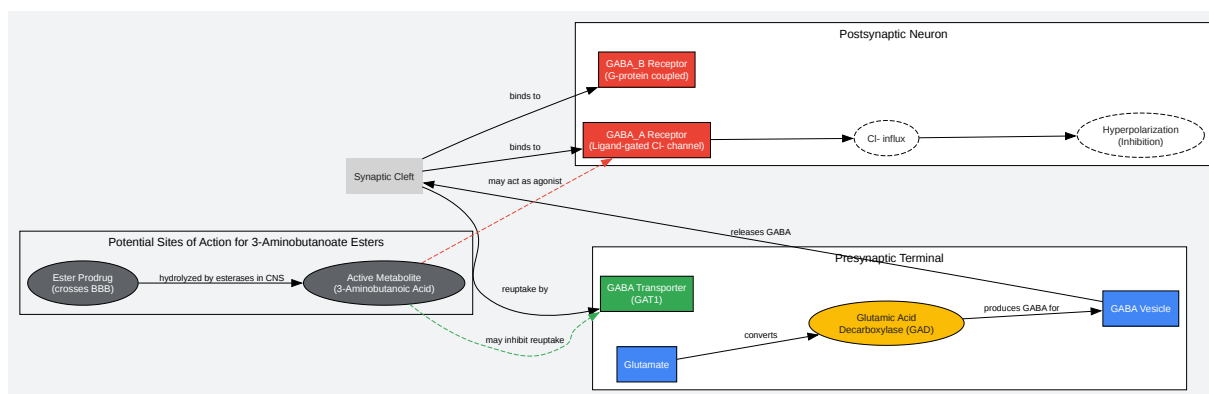 Postsynaptic Neuron
GABA_B Receptor
(G-protein coupled)
binds to
GABA_A Receptor
(Ligand-gated Cl- channel)
binds to
Cl- influx
Hyperpolarization
(Inhibition)
Synaptic Cleft
may act as agonist
releases GABA
Potential Sites of Action for 3-Aminobutanoate Esters
Ester Prodrug
(crosses BBB)
hydrolyzed by esterases in CNS
Active Metabolite
(3-Aminobutanoic Acid)
reuptake by
may inhibit reuptake
Presynaptic Terminal
GABA Transporter
(GAT1)
Glutamate
converts
Glutamic Acid
Decarboxylase (GAD)
produces GABA for
GABA Vesicle